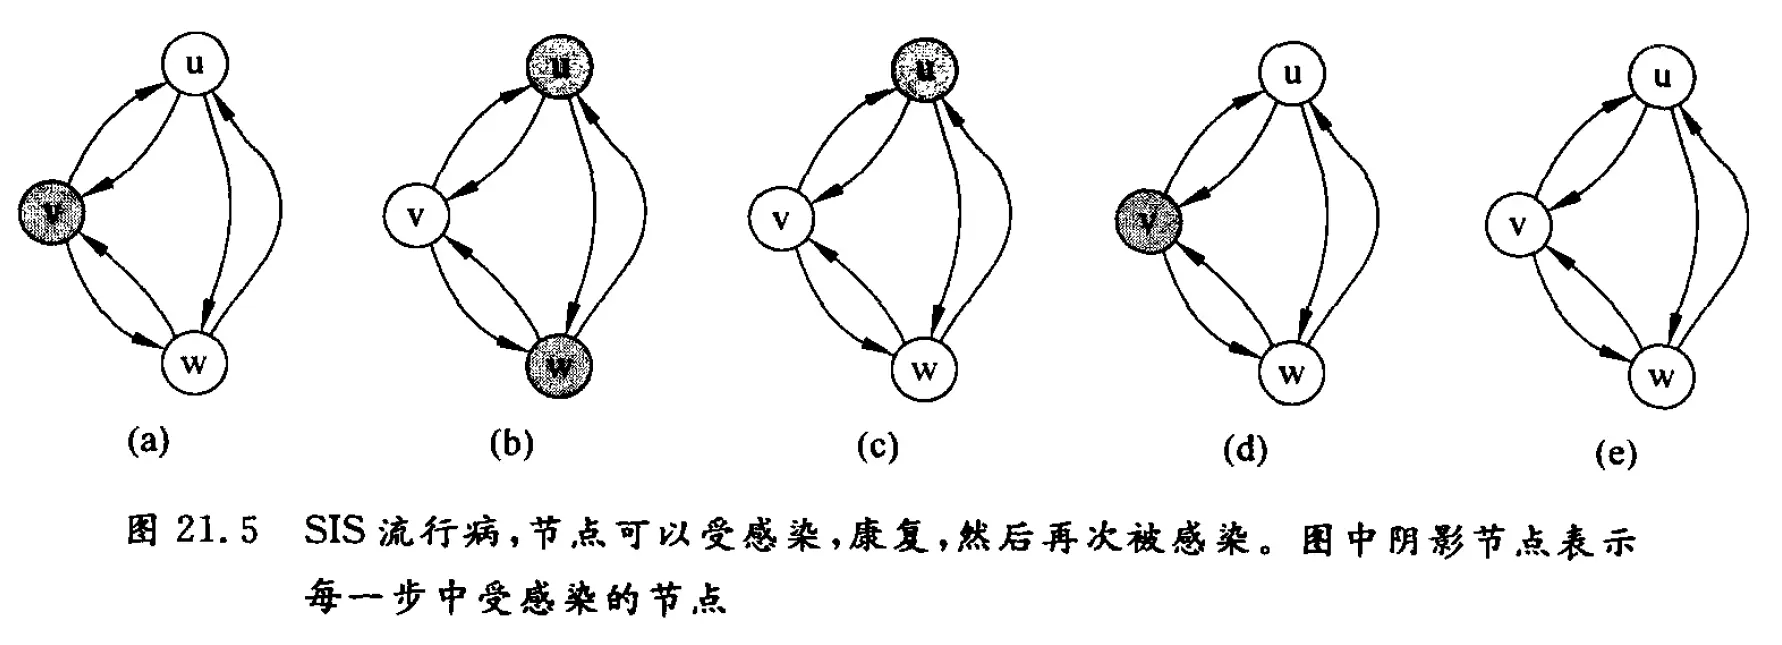 u
v
w
(a)
u
v
w
(b)
u
v
w
(c)
u
v
w
(d)
u
v
w
(e)
图 21.5 SIS 流行病,节点可以受感染,康复,然后再次被感染。图中阴影节点表示
每一步中受感染的节点